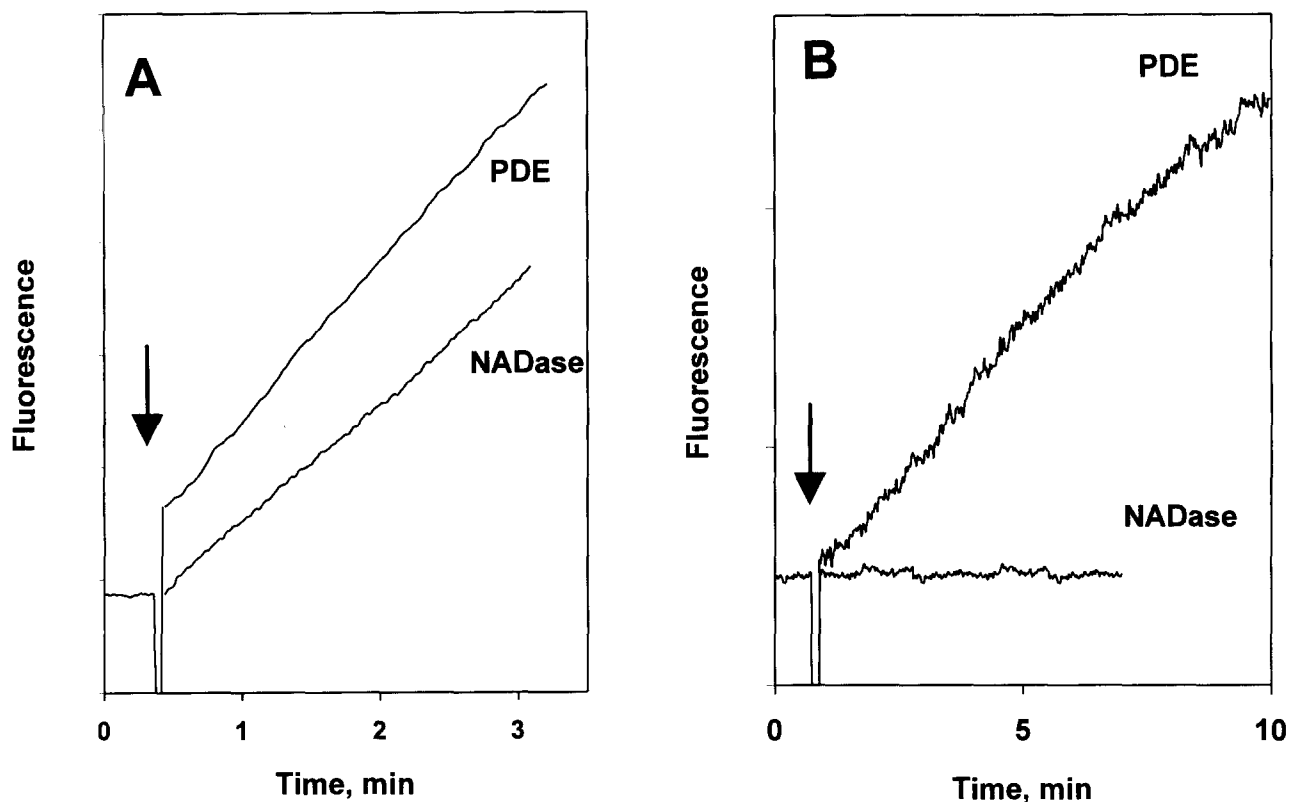 A
PDE
NADase
Fluorescence
0 1 2 3
Time, min
B
PDE
NADase
Fluorescence
0 5 10
Time, min